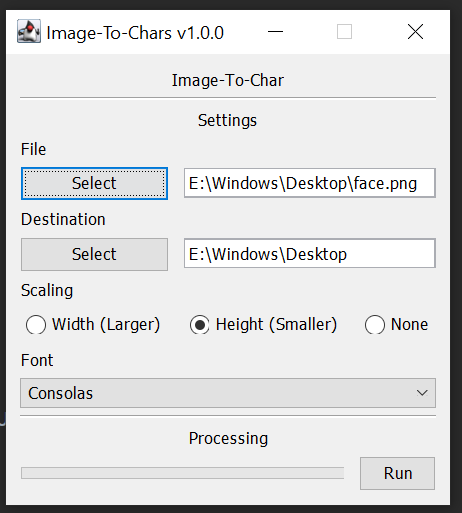 Image-To-Chars v1.0.0
Image-To-Char
Settings
File
Select E:\Windows\Desktop\face.png
Destination
Select E:\Windows\Desktop
Scaling
Width (Larger) Height (Smaller) None
Font
Consolas
Processing
Run